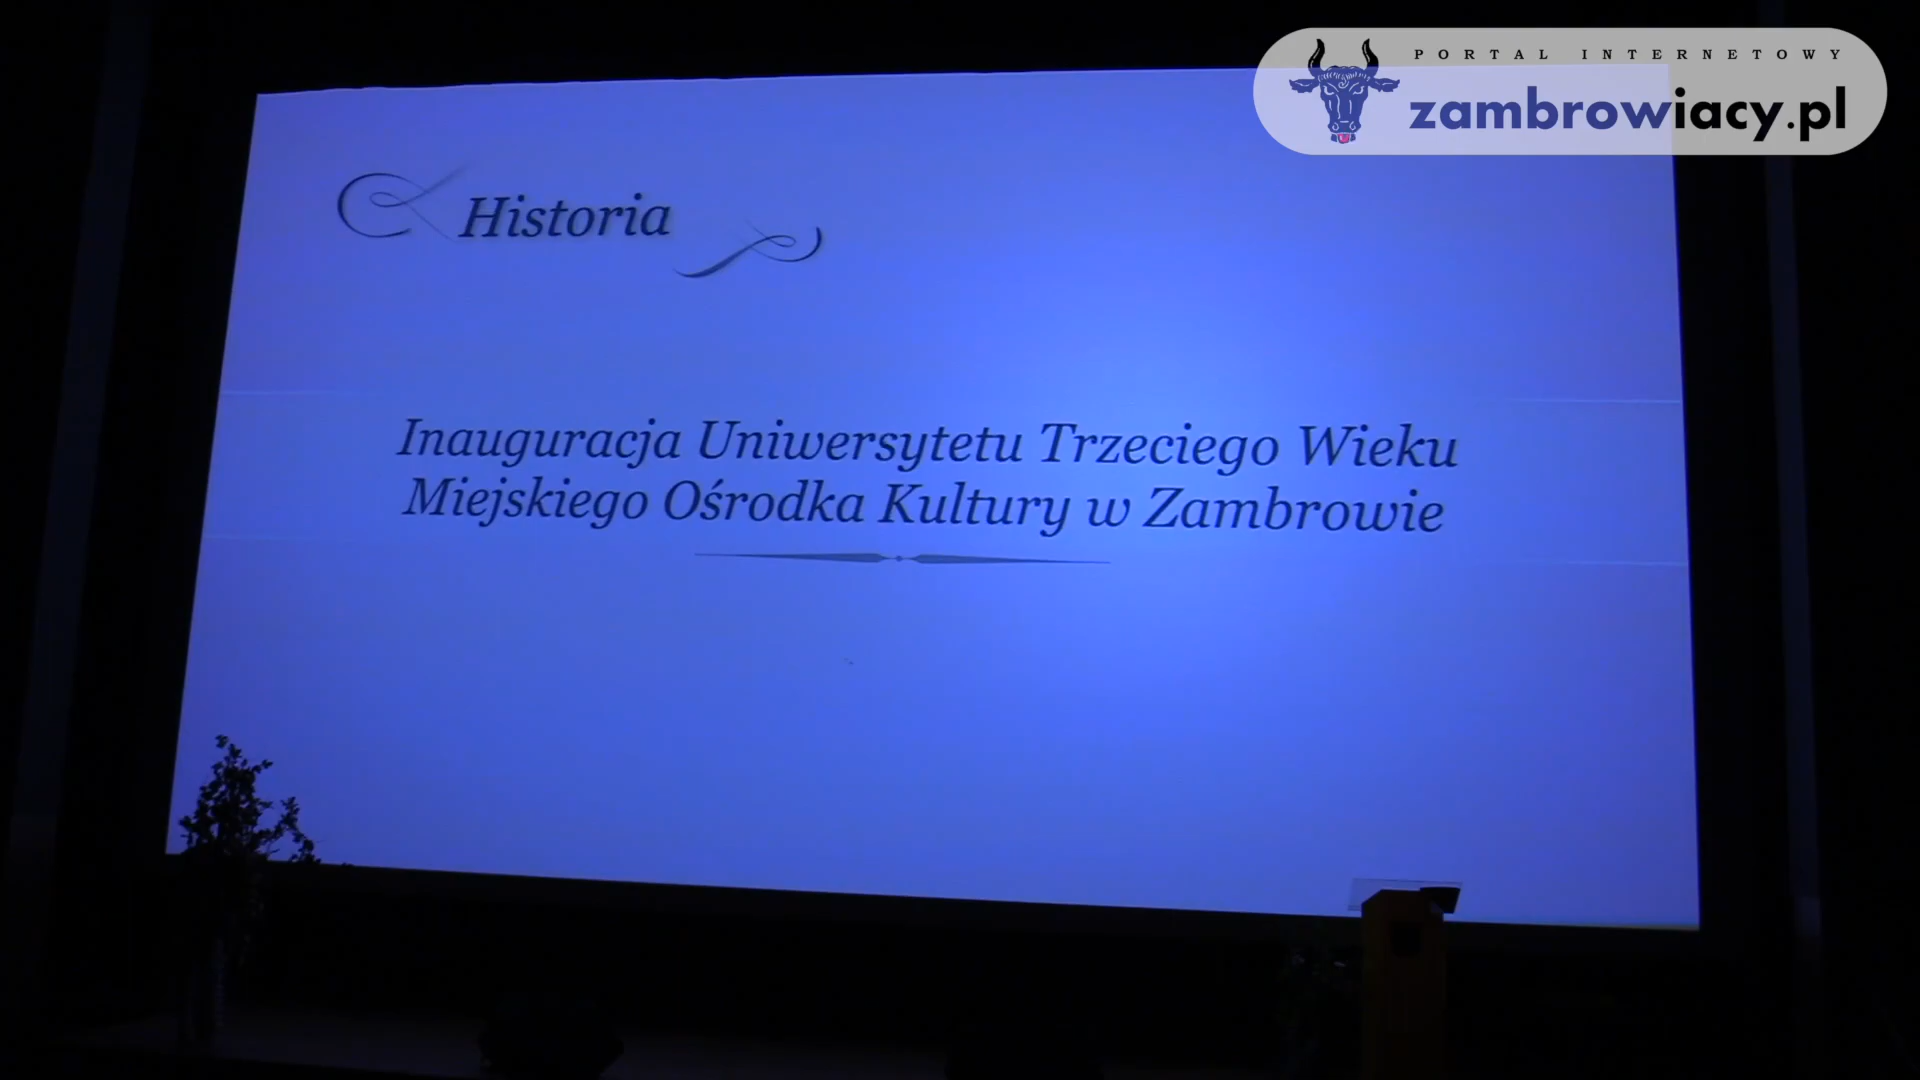 PORTAL INTERNETOWY
zambrowiacy.pl
Historia
Inauguracja Uniwersytetu Trzeciego Wieku
Miejskiego Ośrodka Kultury w Zambrowie